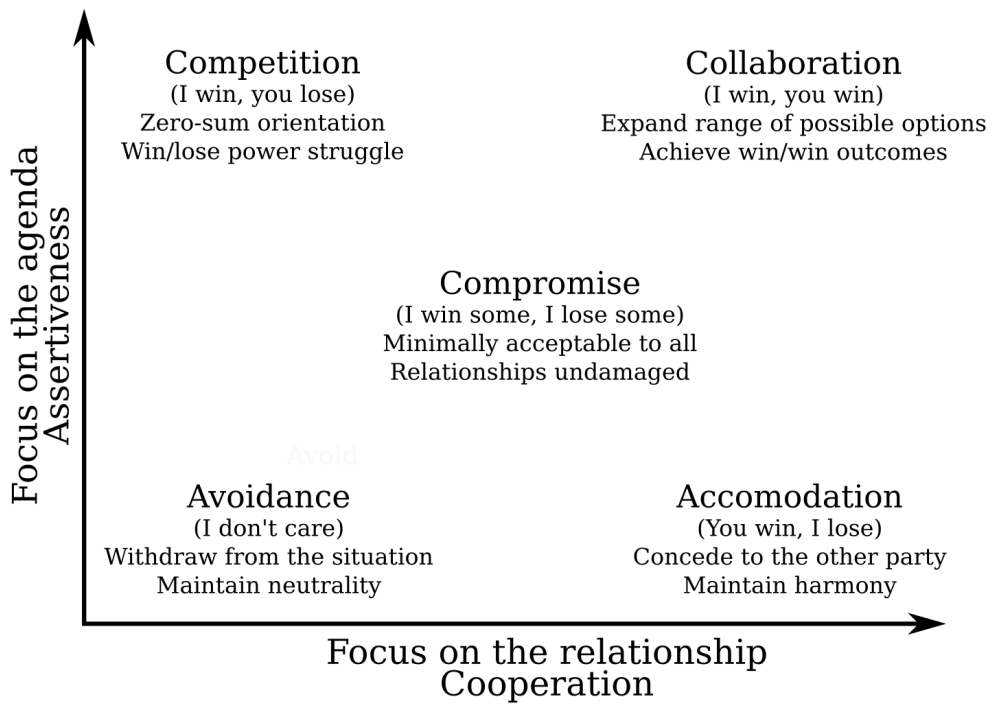 Competition
(I win, you lose)
Zero-sum orientation
Win/lose power struggle
Collaboration
(I win, you win)
Expand range of possible options
Achieve win/win outcomes
Focus on the agenda
Assertiveness
Compromise
(I win some, I lose some)
Minimally acceptable to all
Relationships undamaged
Avoid
Avoidance
(I don't care)
Withdraw from the situation
Maintain neutrality
Accomodation
(You win, I lose)
Concede to the other party
Maintain harmony
Focus on the relationship
Cooperation